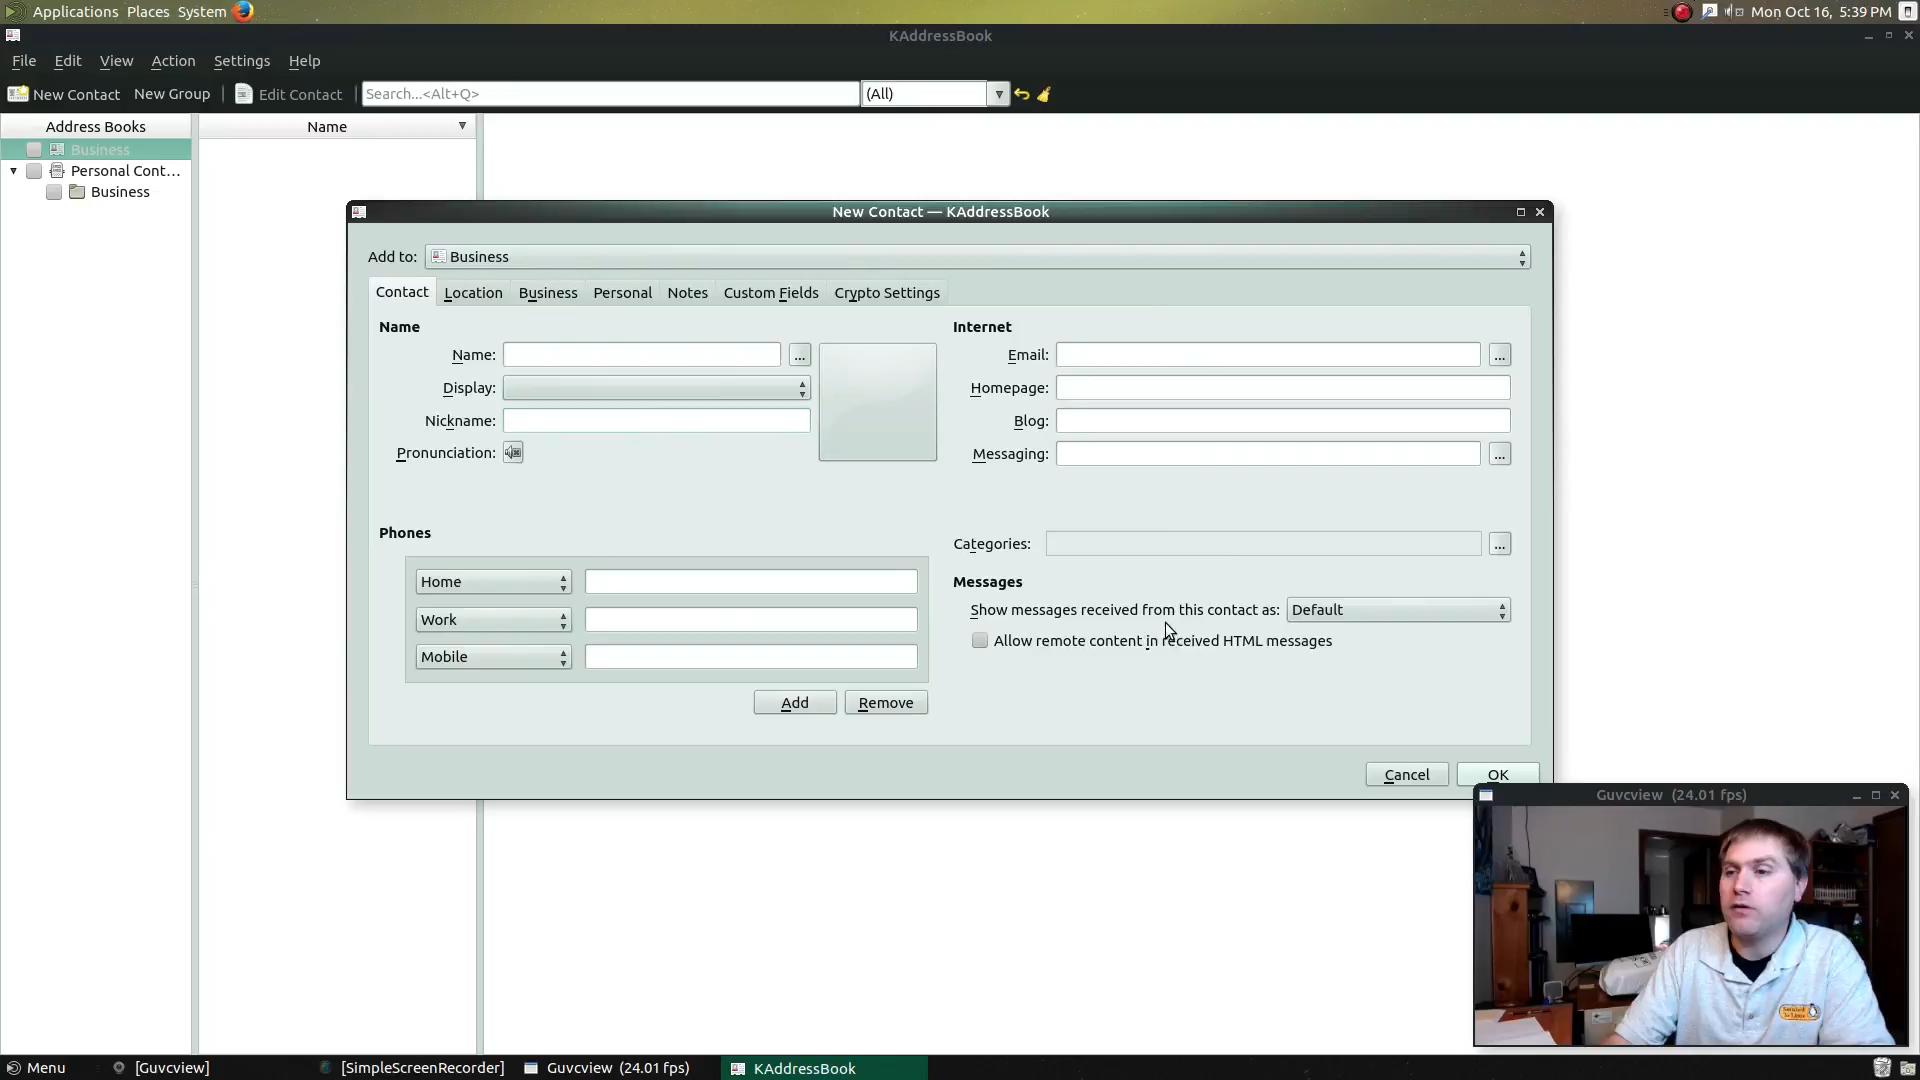 Applications Places System Mon Oct 16, 5:39 PM
KAddressBook
File Edit View Action Settings Help
New Contact New Group Edit Contact Search...<Alt+Q> (All)
Address Books Name
Business
Personal Cont...
Business
New Contact — KAddressBook
Add to: Business
Contact Location Business Personal Notes Custom Fields Crypto Settings
Name Internet
Name: ... Email: ...
Display: Homepage:
Nickname: Blog:
Pronunciation: Messaging: ...
Phones
Categories: ...
Home Messages
Work Show messages received from this contact as: Default
Mobile Allow remote content in received HTML messages
Add Remove
Cancel OK
Guvcview (24.01 fps)
Menu [Guvcview] [SimpleScreenRecorder] Guvcview (24.01 fps) KAddressBook